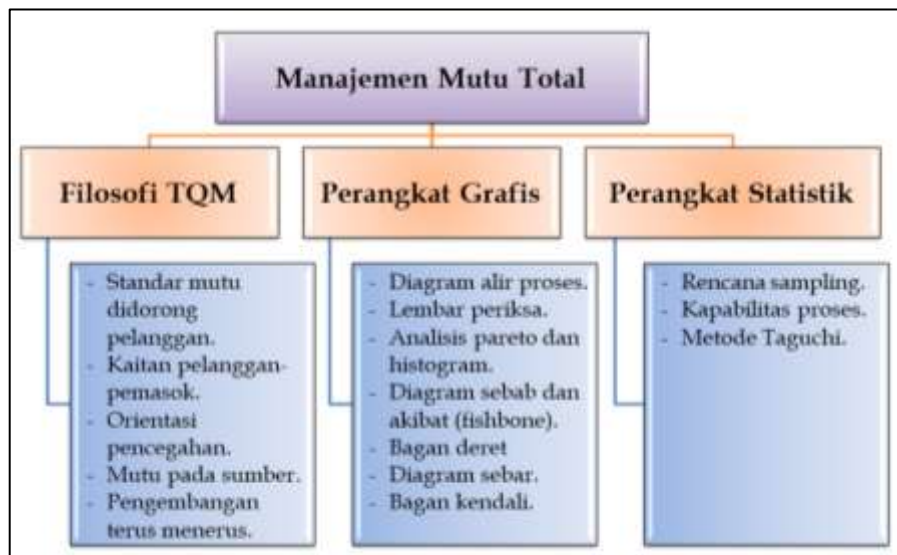 Manajemen Mutu Total
Filosofi TQM
- Standar mutu
didorong
pelanggan.
- Kaitan pelanggan-
pemasok.
- Orientasi
pencegahan.
- Mutu pada sumber.
- Pengembangan
terus menerus.
Perangkat Grafis
- Diagram alir proses.
- Lembar periksa.
- Analisis pareto dan
histogram.
- Diagram sebab dan
akibat (fishbone).
- Bagan deret
- Diagram sebar.
- Bagan kendali.
Perangkat Statistik
- Rencana sampling.
- Kapabilitas proses.
- Metode Taguchi.